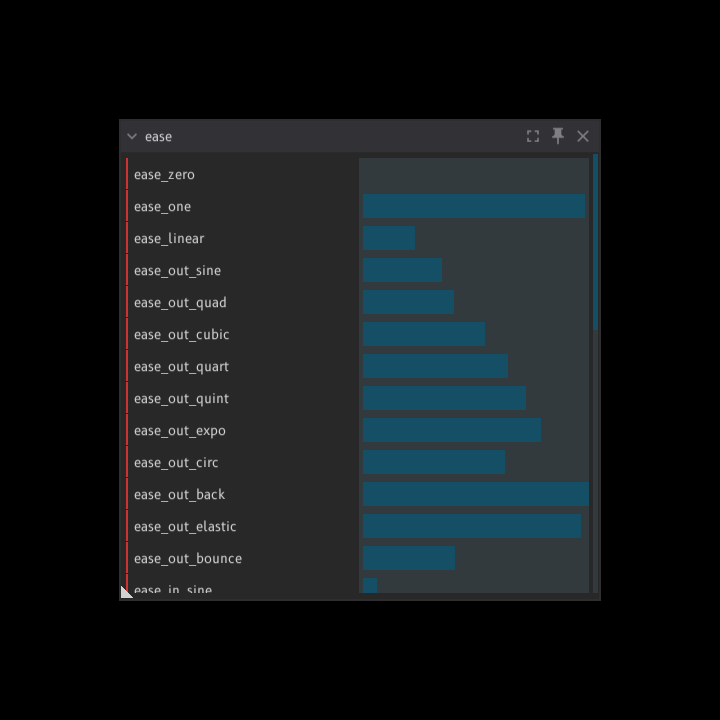 ease
ease_zero
ease_one
ease_linear
ease_out_sine
ease_out_quad
ease_out_cubic
ease_out_quart
ease_out_quint
ease_out_expo
ease_out_circ
ease_out_back
ease_out_elastic
ease_out_bounce
ease_in_sine